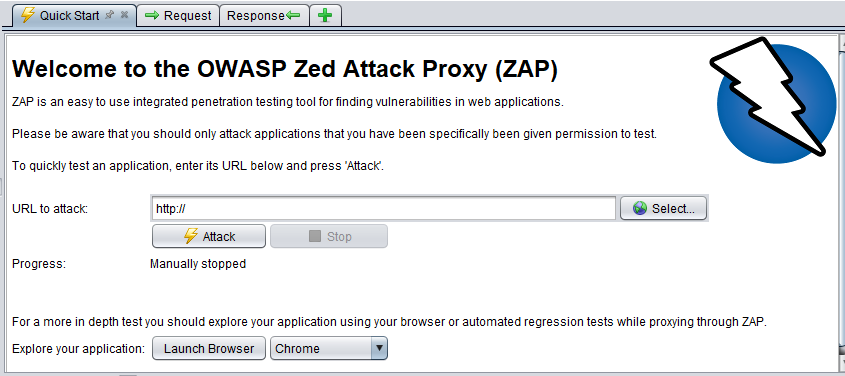 Quick Start
Request
Response
Welcome to the OWASP Zed Attack Proxy (ZAP)
ZAP is an easy to use integrated penetration testing tool for finding vulnerabilities in web applications.
Please be aware that you should only attack applications that you have been specifically been given permission to test.
To quickly test an application, enter its URL below and press 'Attack'.
URL to attack: http:// Select...
Attack Stop
Progress: Manually stopped
For a more in depth test you should explore your application using your browser or automated regression tests while proxying through ZAP.
Explore your application: Launch Browser Chrome